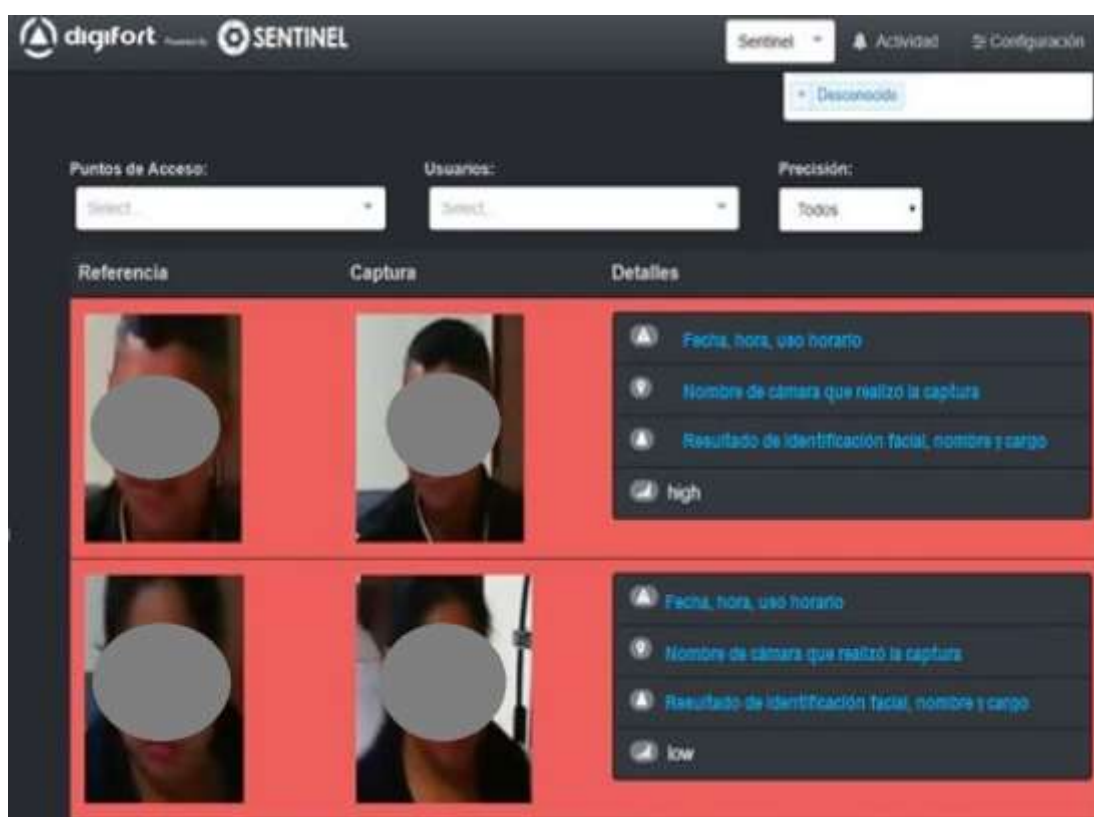 digifort Powered by SENTINEL
Sentinel
Actividad
Configuración
× Desconocido
Puntos de Acceso:
Usuarios:
Precisión:
Select...
Select...
Todos
Referencia
Captura
Detalles
Fecha, hora, uso horario
Nombre de cámara que realizó la captura
Resultado de identificación facial, nombre y cargo
high
Fecha, hora, uso horario
Nombre de cámara que realizó la captura
Resultado de identificación facial, nombre y cargo
low